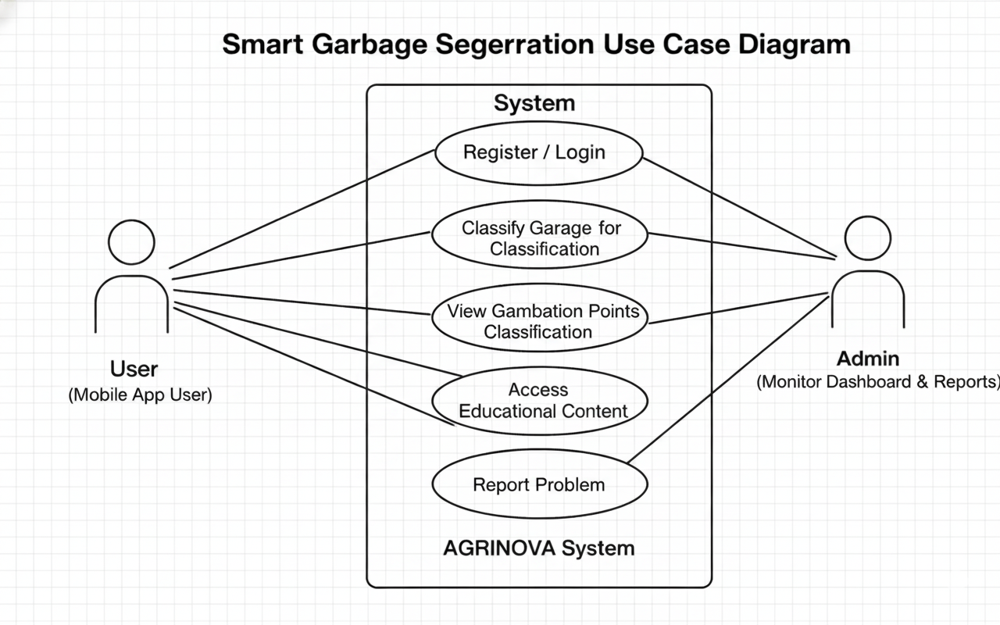 Smart Garbage Segerration Use Case Diagram
System
Register / Login
Classify Garage for
Classification
View Gambation Points
Classification
Access
Educational Content
Report Problem
AGRINOVA System
User
(Mobile App User)
Admin
(Monitor Dashboard & Reports)